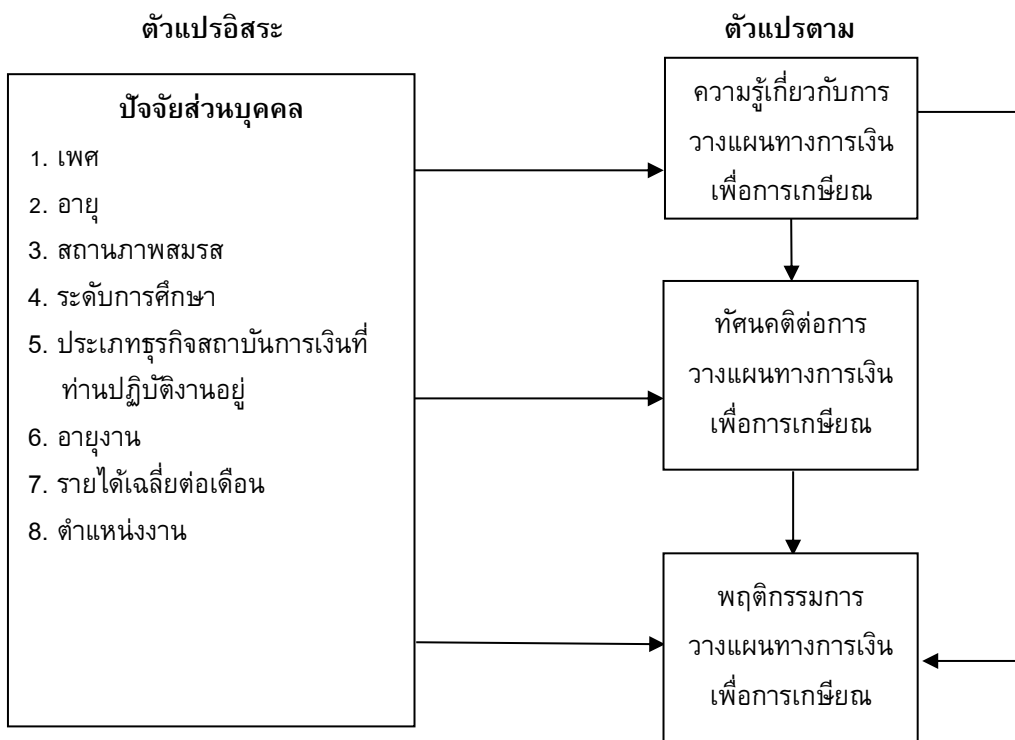 ตัวแปรอิสระ
ตัวแปรตาม
ปัจจัยส่วนบุคคล
1. เพศ
2. อายุ
3. สถานภาพสมรส
4. ระดับการศึกษา
5. ประเภทธุรกิจสถาบันการเงินที่
ท่านปฏิบัติงานอยู่
6. อายุงาน
7. รายได้เฉลี่ยต่อเดือน
8. ตำแหน่งงาน
ความรู้เกี่ยวกับการ
วางแผนทางการเงิน
เพื่อการเกษียณ
ทัศนคติต่อการ
วางแผนทางการเงิน
เพื่อการเกษียณ
พฤติกรรมการ
วางแผนทางการเงิน
เพื่อการเกษียณ